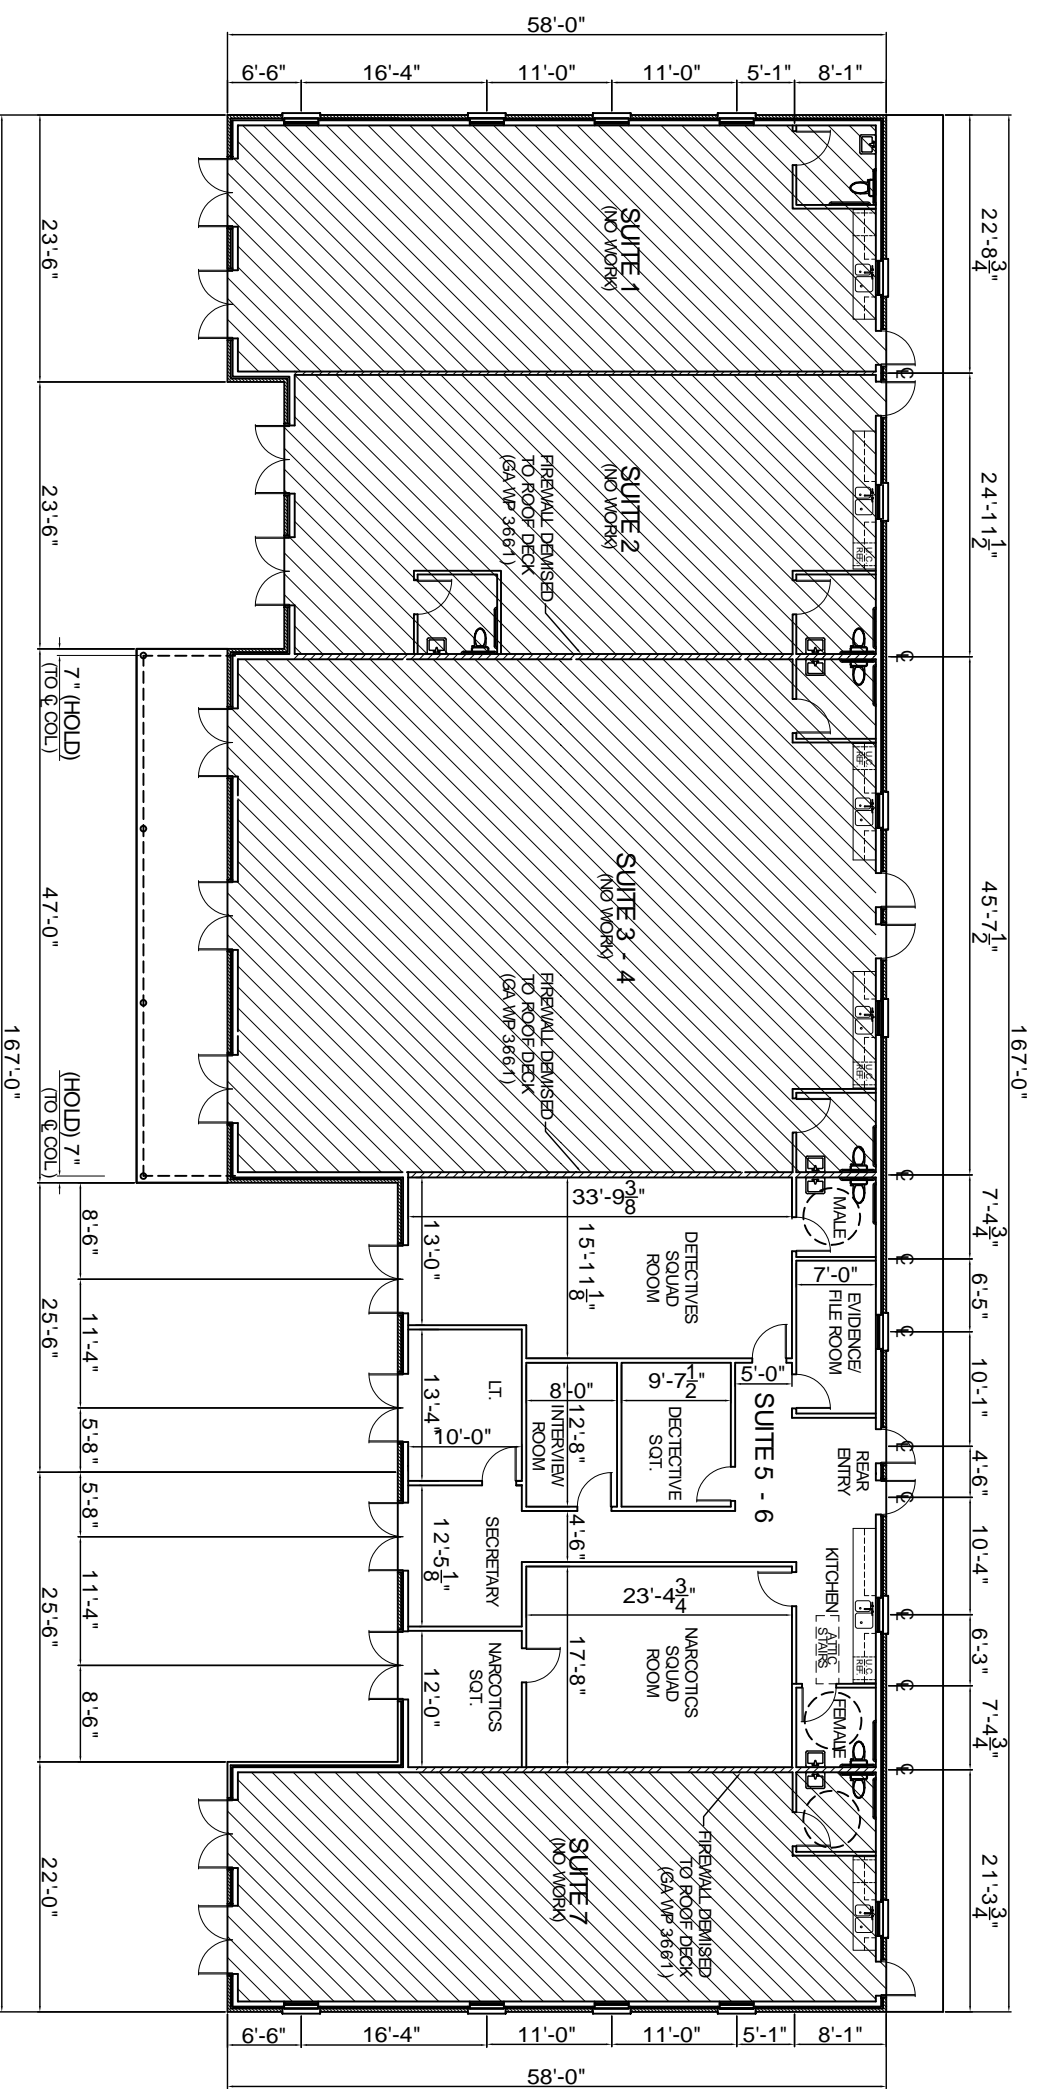 58'-0"
6'-6"
16'-4"
11'-0"
11'-0"
5'-1"
8'-1"
167'-0"
22'-8 3/4"
24'-11 1/2"
45'-7 1/2"
7'-4 3/4"
6'-5"
10'-1"
4'-6"
10'-4"
6'-3"
7'-4 3/4"
21'-3 3/4"
SUITE 1
(NO WORK)
SUITE 2
(NO WORK)
FIREWALL DEMISED
TO ROOF DECK
(GA WP 3661)
U.C.
REF.
SUITE 3 - 4
(NO WORK)
U.C.
REF.
FIREWALL DEMISED
TO ROOF DECK
(GA WP 3661)
U.C.
REF.
MALE
33'-9 3/8"
15'-11 1/8"
13'-0"
DETECTIVES
SQUAD
ROOM
7'-0"
EVIDENCE/
FILE ROOM
5'-0"
SUITE 5 - 6
9'-7 1/2"
DECTECTIVE
SQT.
8'-0"
12'-8"
INTERVIEW
ROOM
LT.
13'-4"
10'-0"
REAR
ENTRY
4'-6"
SECRETARY
12'-5 1/8"
KITCHEN
ATTIC
STAIRS
U.C.
REF.
23'-4 3/4"
17'-8"
NARCOTICS
SQUAD
ROOM
NARCOTICS
SQT.
12'-0"
FEMALE
FIREWALL DEMISED
TO ROOF DECK
(GA WP 3661)
SUITE 7
(NO WORK)
23'-6"
23'-6"
7" (HOLD)
(TO ℄ COL)
47'-0"
(HOLD) 7"
(TO ℄ COL)
8'-6"
11'-4"
5'-8"
5'-8"
11'-4"
8'-6"
25'-6"
25'-6"
22'-0"
167'-0"
6'-6"
16'-4"
11'-0"
11'-0"
5'-1"
8'-1"
58'-0"